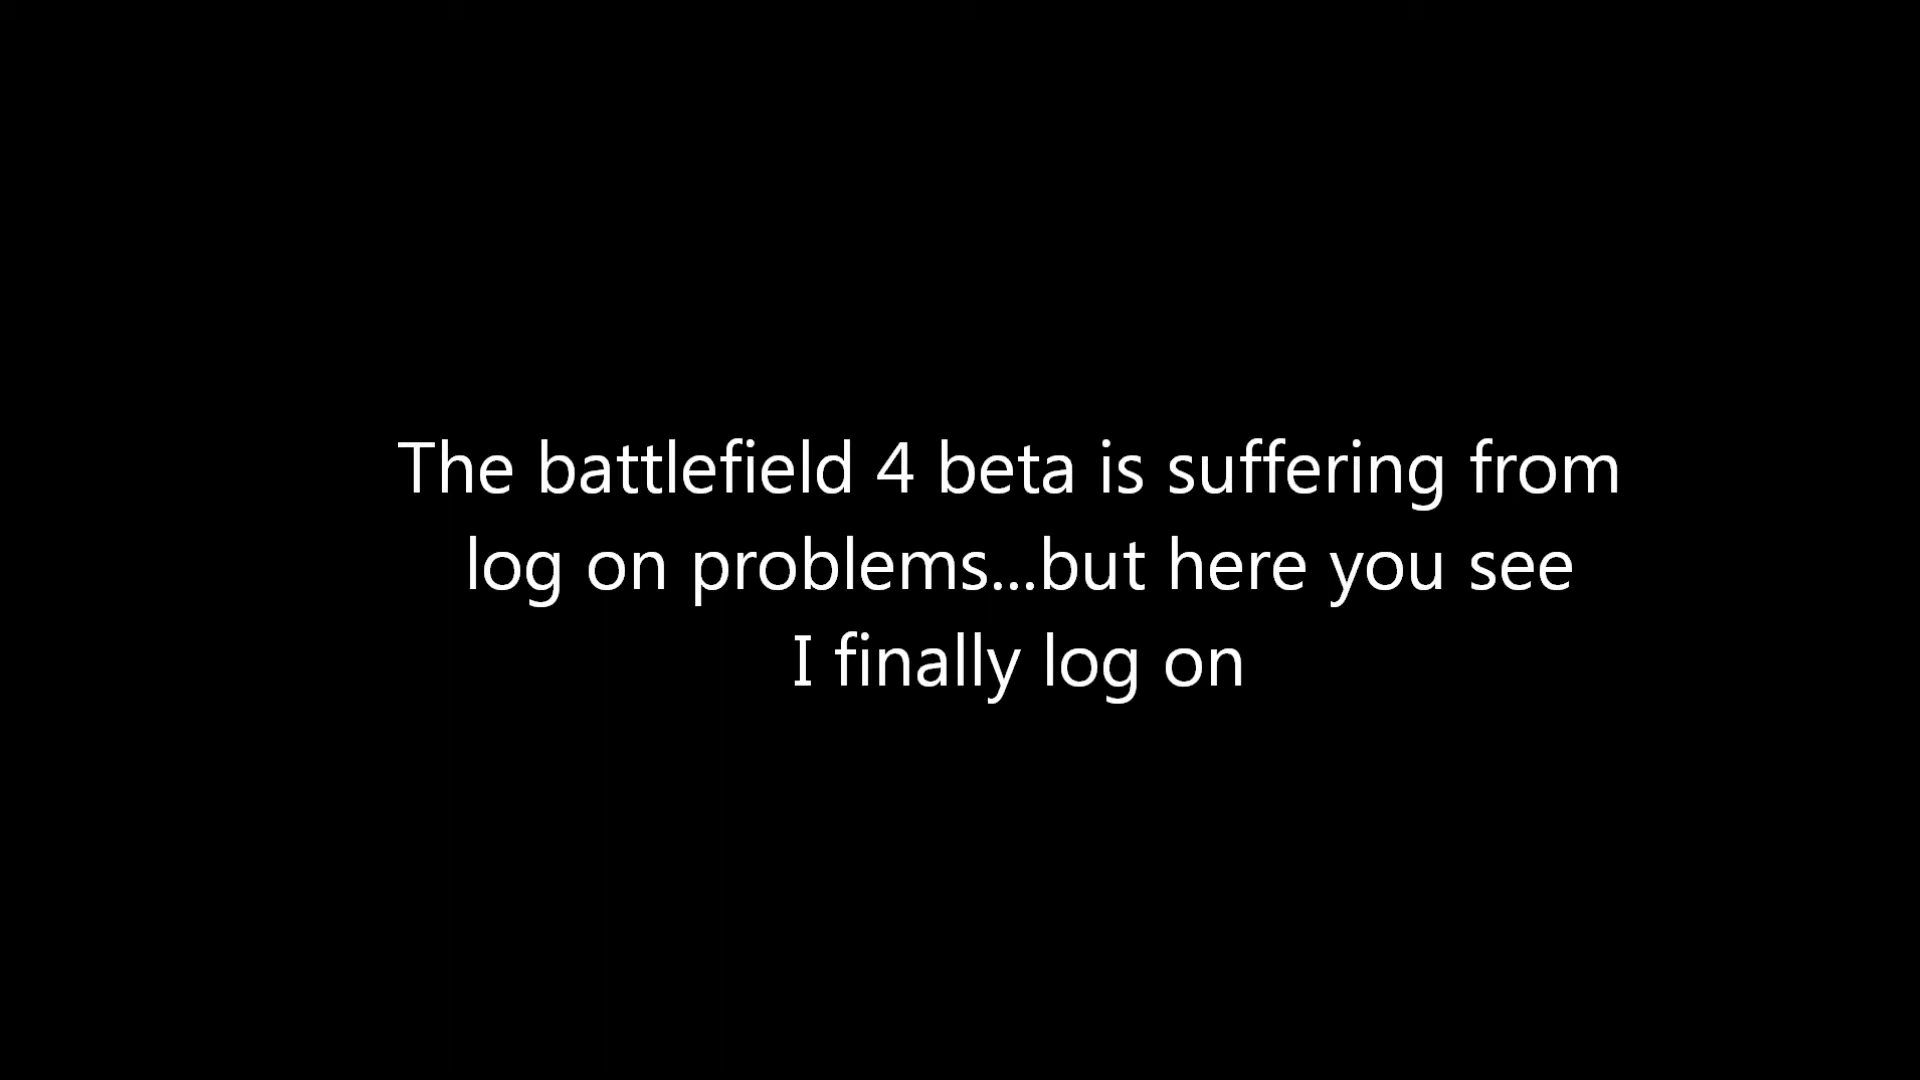 The battlefield 4 beta is suffering from
log on problems...but here you see
I finally log on